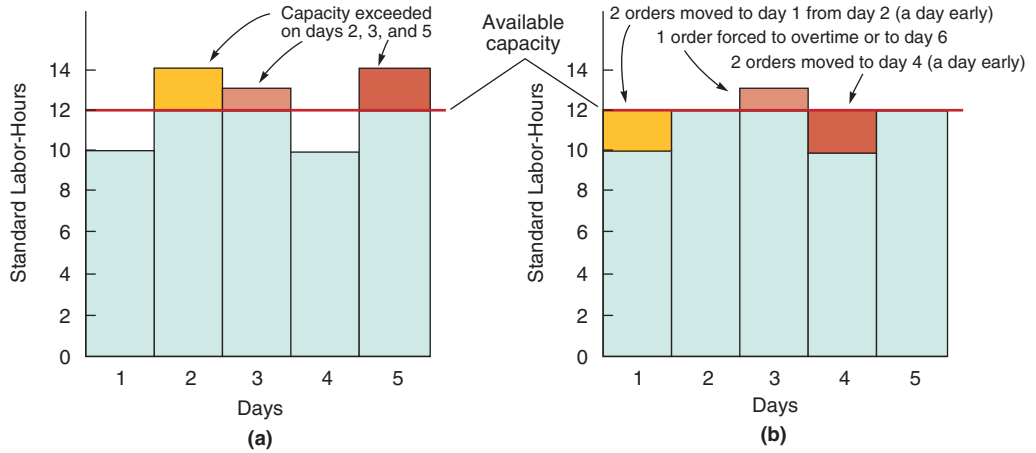 Capacity exceeded
on days 2, 3, and 5
Available
capacity
2 orders moved to day 1 from day 2 (a day early)
1 order forced to overtime or to day 6
2 orders moved to day 4 (a day early)
Standard Labor-Hours
14
12
10
8
6
4
2
0
1 2 3 4 5
Days
(a)
Standard Labor-Hours
14
12
10
8
6
4
2
0
1 2 3 4 5
Days
(b)